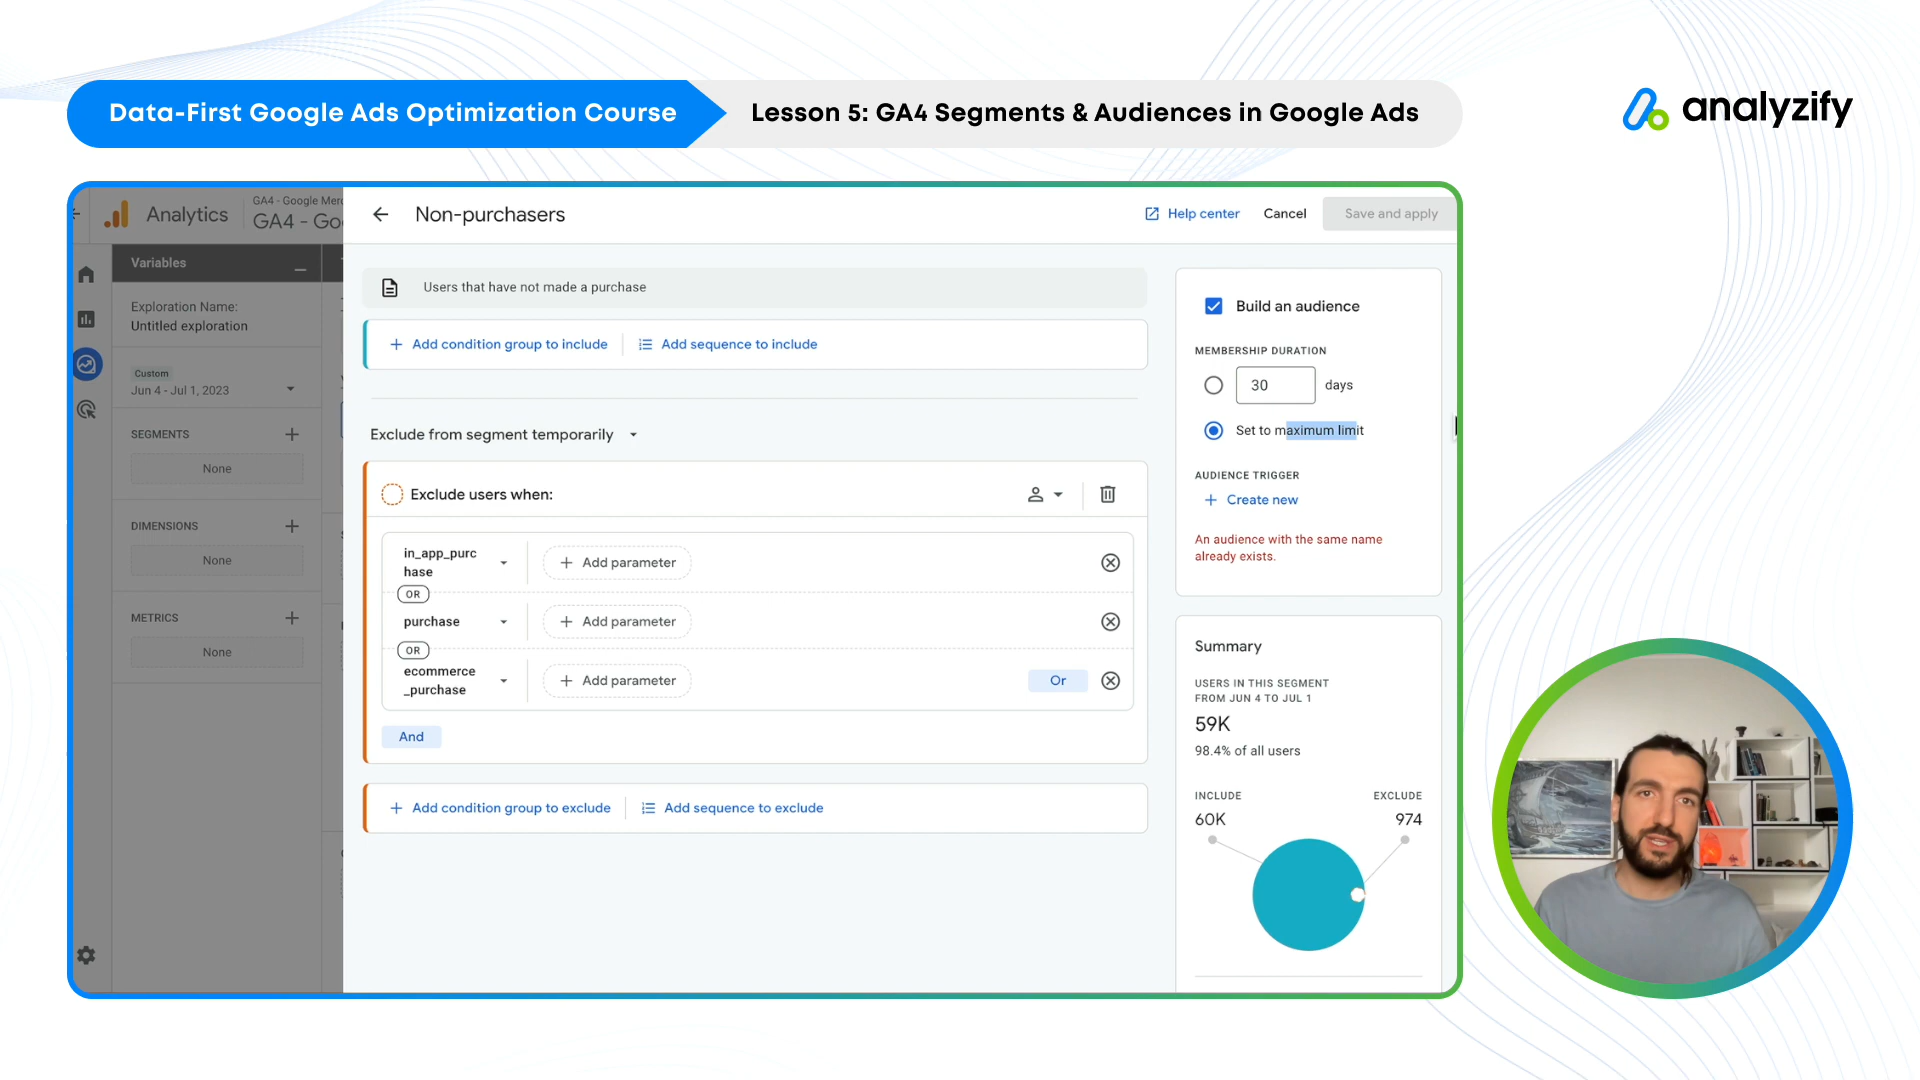 Data-First Google Ads Optimization Course
Lesson 5: GA4 Segments & Audiences in Google Ads
analyzify
Analytics
GA4 - Google Merc
GA4 - Goo
Non-purchasers
Help center
Cancel
Save and apply
Variables
Exploration Name:
Untitled exploration
Custom
Jun 4 - Jul 1, 2023
SEGMENTS
None
DIMENSIONS
None
METRICS
None
Users that have not made a purchase
Add condition group to include
Add sequence to include
Exclude from segment temporarily
Exclude users when:
in_app_purc
hase
Add parameter
OR
purchase
Add parameter
OR
ecommerce
_purchase
Add parameter
Or
And
Add condition group to exclude
Add sequence to exclude
Build an audience
MEMBERSHIP DURATION
30 days
Set to maximum limit
AUDIENCE TRIGGER
Create new
An audience with the same name
already exists.
Summary
USERS IN THIS SEGMENT
FROM JUN 4 TO JUL 1
59K
98.4% of all users
INCLUDE
EXCLUDE
60K
974